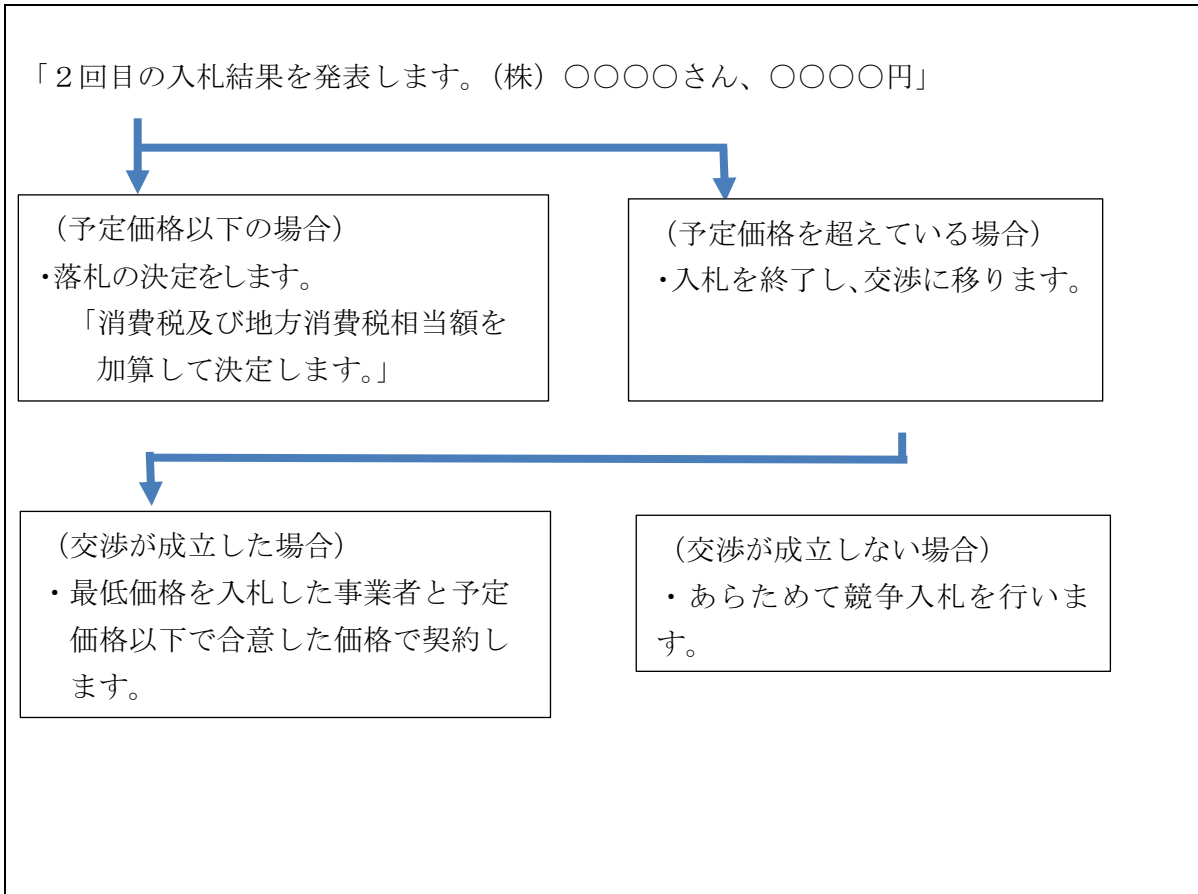 「２回目の入札結果を発表します。（株）○○○○さん、○○○○円」
（予定価格以下の場合）
・落札の決定をします。
「消費税及び地方消費税相当額を
加算して決定します。」
（予定価格を超えている場合）
・入札を終了し、交渉に移ります。
（交渉が成立した場合）
・最低価格を入札した事業者と予定
価格以下で合意した価格で契約し
ます。
（交渉が成立しない場合）
・あらためて競争入札を行いま
す。